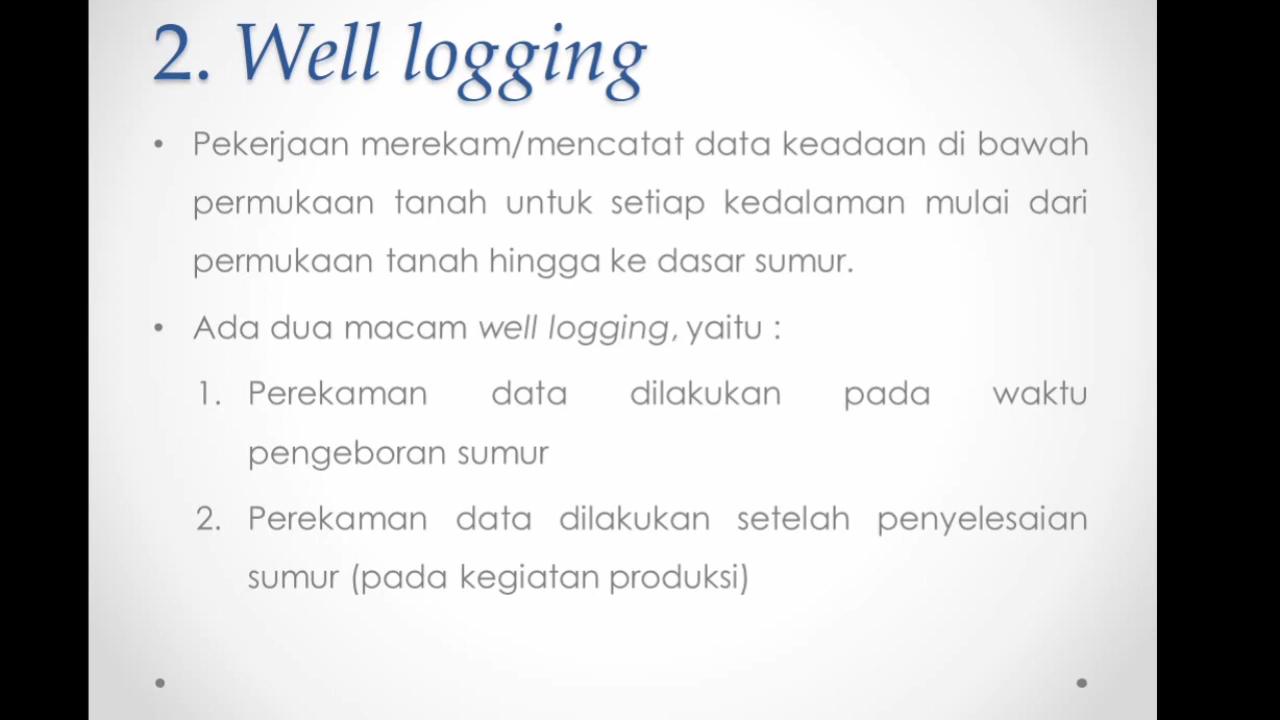 2. Well logging
• Pekerjaan merekam/mencatat data keadaan di bawah
permukaan tanah untuk setiap kedalaman mulai dari
permukaan tanah hingga ke dasar sumur.
• Ada dua macam well logging, yaitu :
1. Perekaman data dilakukan pada waktu
pengeboran sumur
2. Perekaman data dilakukan setelah penyelesaian
sumur (pada kegiatan produksi)